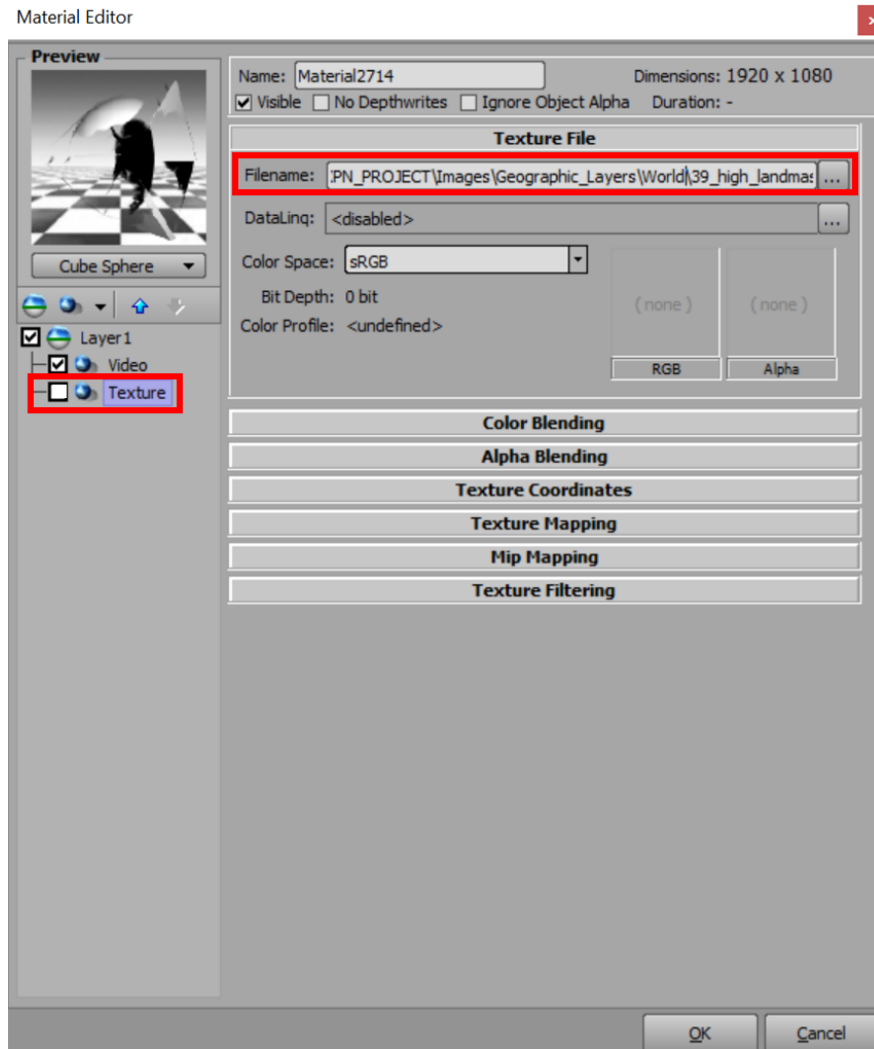 Material Editor
Preview
Cube Sphere
Layer1
Video
Texture
Name: Material2714 Dimensions: 1920 x 1080
Visible No Depthwrites Ignore Object Alpha Duration: -
Texture File
Filename: :PN_PROJECT\Images\Geographic_Layers\World\39_high_landmas ...
DataLinq: <disabled> ...
Color Space: sRGB
Bit Depth: 0 bit
Color Profile: <undefined>
(none) (none)
RGB Alpha
Color Blending
Alpha Blending
Texture Coordinates
Texture Mapping
Mip Mapping
Texture Filtering
OK Cancel